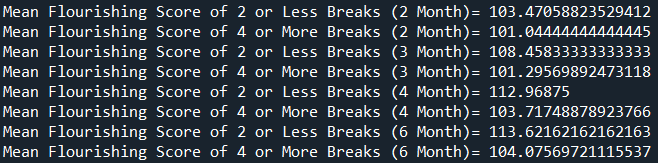 Mean Flourishing Score of 2 or Less Breaks (2 Month)= 103.47058823529412
Mean Flourishing Score of 4 or More Breaks (2 Month)= 101.04444444444445
Mean Flourishing Score of 2 or Less Breaks (3 Month)= 108.45833333333333
Mean Flourishing Score of 4 or More Breaks (3 Month)= 101.29569892473118
Mean Flourishing Score of 2 or Less Breaks (4 Month)= 112.96875
Mean Flourishing Score of 4 or More Breaks (4 Month)= 103.71748878923766
Mean Flourishing Score of 2 or Less Breaks (6 Month)= 113.62162162162163
Mean Flourishing Score of 4 or More Breaks (6 Month)= 104.07569721115537